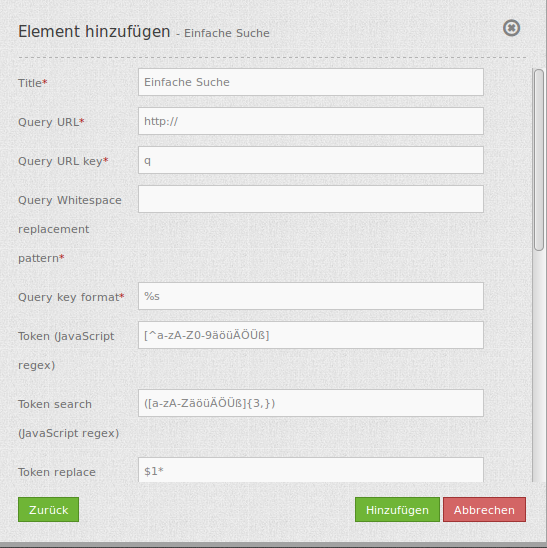 Element hinzufügen - Einfache Suche
Title* Einfache Suche
Query URL* http://
Query URL key* q
Query Whitespace
replacement
pattern*
Query key format* %s
Token (JavaScript [^a-zA-Z0-9äöüÄÖÜß]
regex)
Token search ([a-zA-ZäöüÄÖÜß]{3,})
(JavaScript regex)
Token replace $1*
Zurück Hinzufügen Abbrechen